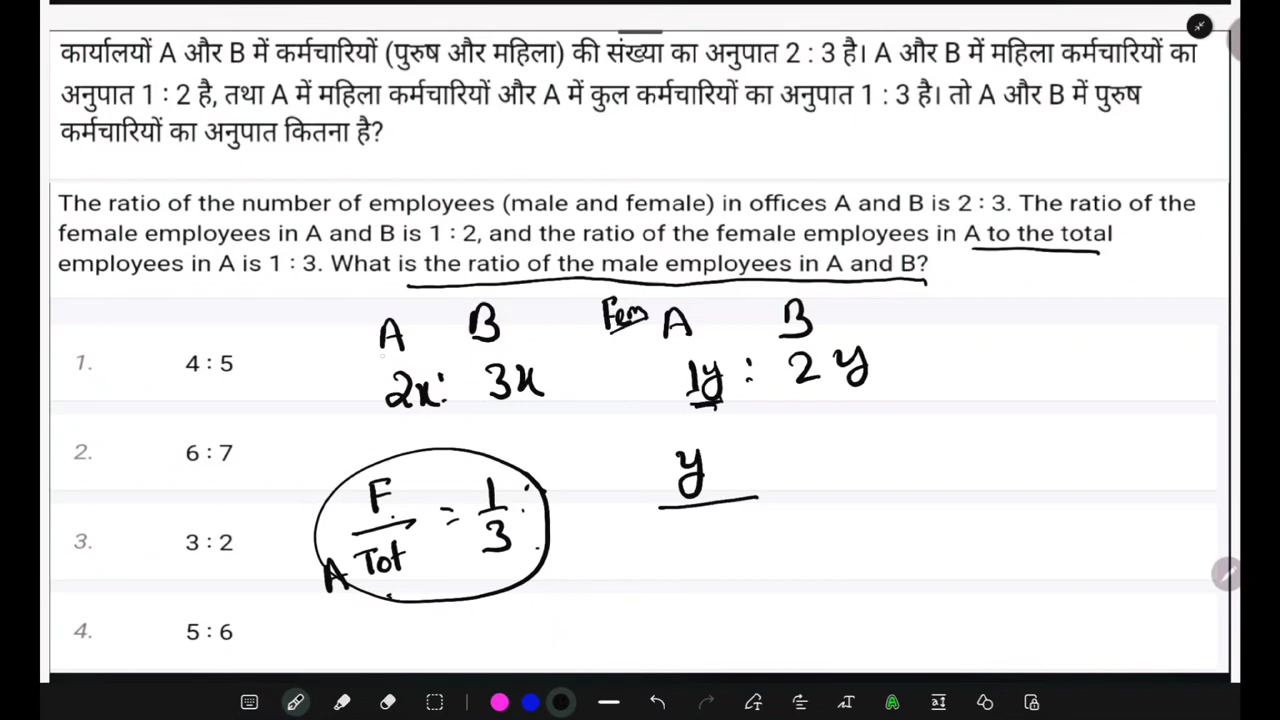 कार्यालयों A और B में कर्मचारियों (पुरुष और महिला) की संख्या का अनुपात 2 : 3 है। A और B में महिला कर्मचारियों का
अनुपात 1 : 2 है, तथा A में महिला कर्मचारियों और A में कुल कर्मचारियों का अनुपात 1 : 3 है। तो A और B में पुरुष
कर्मचारियों का अनुपात कितना है?
The ratio of the number of employees (male and female) in offices A and B is 2 : 3. The ratio of the
female employees in A and B is 1 : 2, and the ratio of the female employees in A to the total
employees in A is 1 : 3. What is the ratio of the male employees in A and B?
A B Fem A B
1. 4 : 5
2x : 3x 1y : 2y
2. 6 : 7
y
F/Tot = 1/3
A
3. 3 : 2
4. 5 : 6